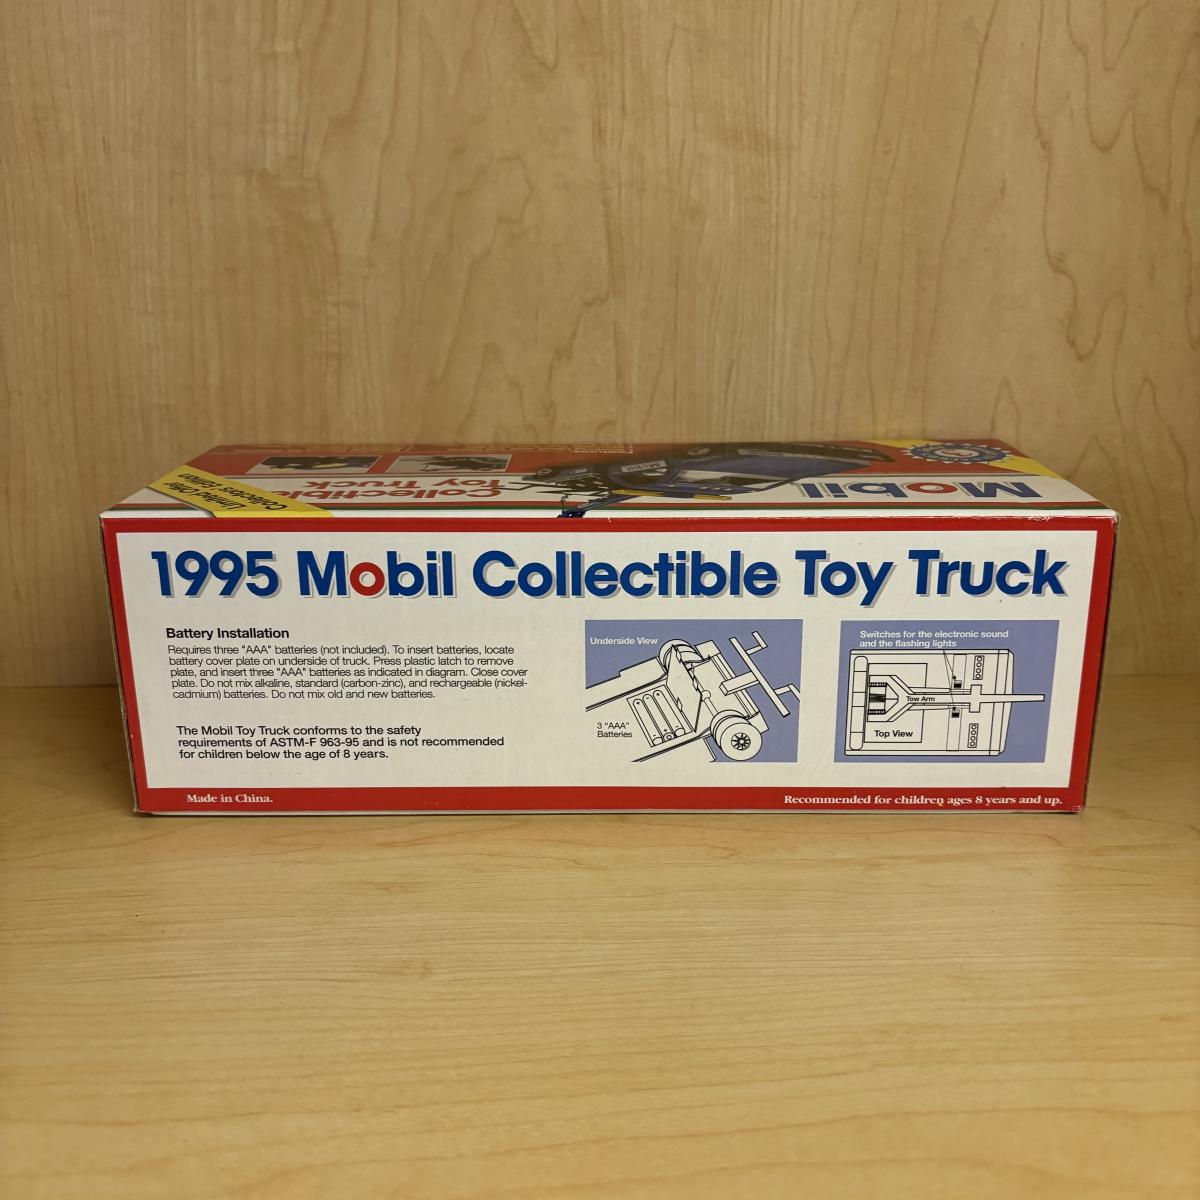 Limited Offer
Collector's Edition
Collectible
Toy Truck
Mobil
Mobil
1995 Mobil Collectible Toy Truck
Battery Installation
Requires three "AAA" batteries (not included). To insert batteries, locate
battery cover plate on underside of truck. Press plastic latch to remove
plate, and insert three "AAA" batteries as indicated in diagram. Close cover
plate. Do not mix alkaline, standard (carbon-zinc), and rechargeable (nickel-
cadmium) batteries. Do not mix old and new batteries.
The Mobil Toy Truck conforms to the safety
requirements of ASTM-F 963-95 and is not recommended
for children below the age of 8 years.
Underside View
3 "AAA"
Batteries
Switches for the electronic sound
and the flashing lights
Tow Arm
Top View
Made in China.
Recommended for children ages 8 years and up.